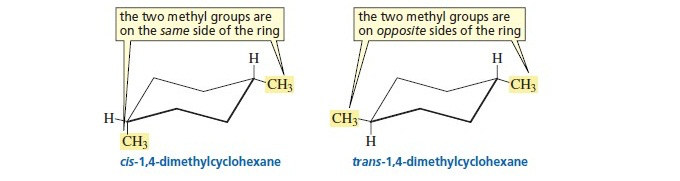 the two methyl groups are
on the same side of the ring
H
CH3
H
CH3
cis-1,4-dimethylcyclohexane
the two methyl groups are
on opposite sides of the ring
H
CH3
CH3
H
trans-1,4-dimethylcyclohexane